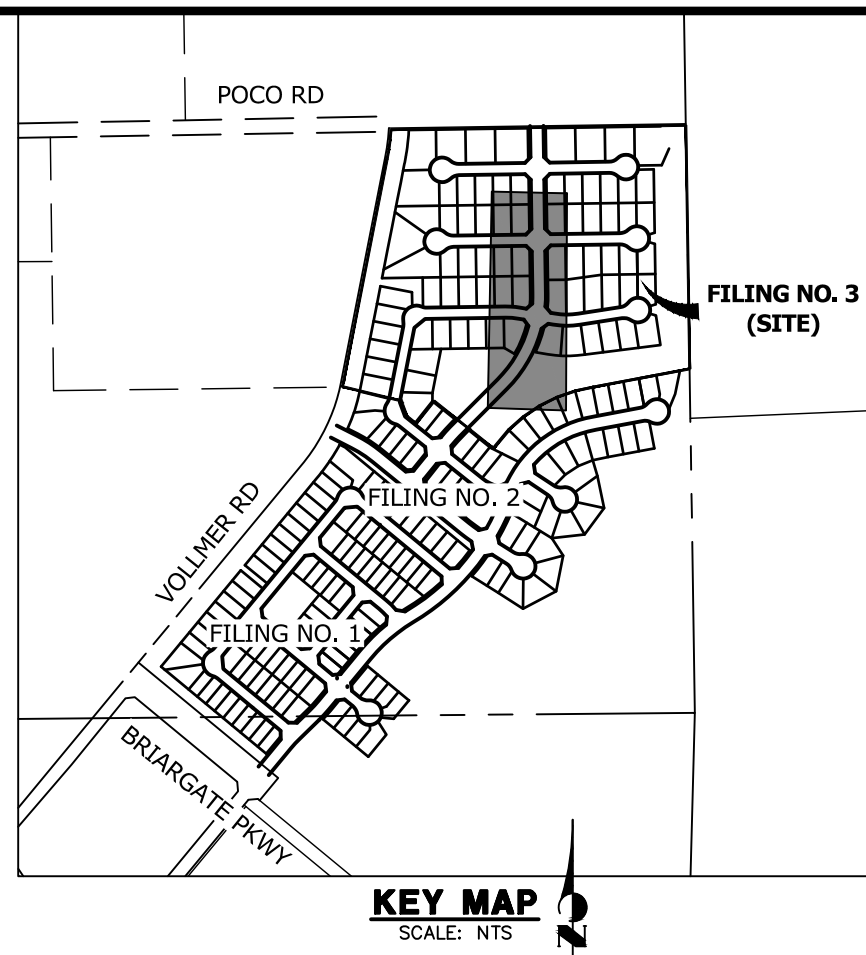 POCO RD
FILING NO. 3
(SITE)
FILING NO. 2
VOLLMER RD
FILING NO. 1
BRIARGATE PKWY
KEY MAP
SCALE: NTS
N